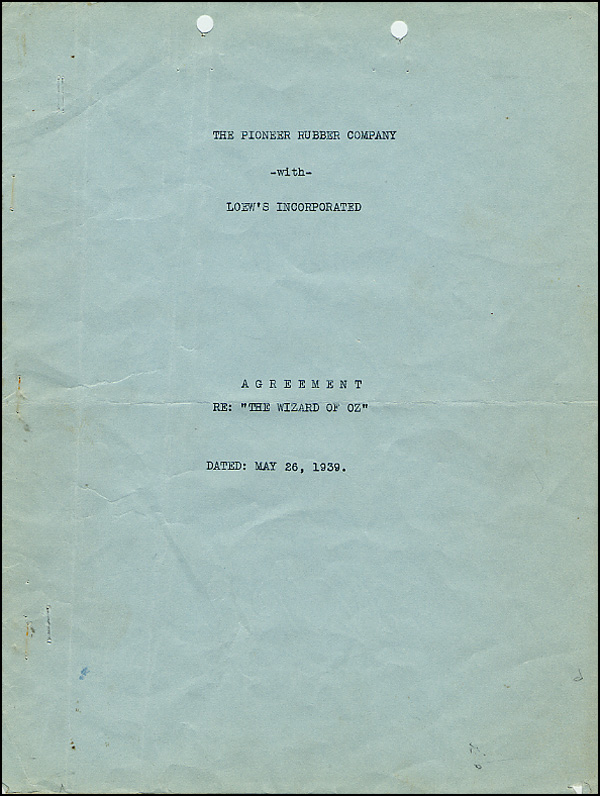 THE PIONEER RUBBER COMPANY
-with-
LOEW'S INCORPORATED
A G R E E M E N T
RE: "THE WIZARD OF OZ"
DATED: MAY 26, 1939.